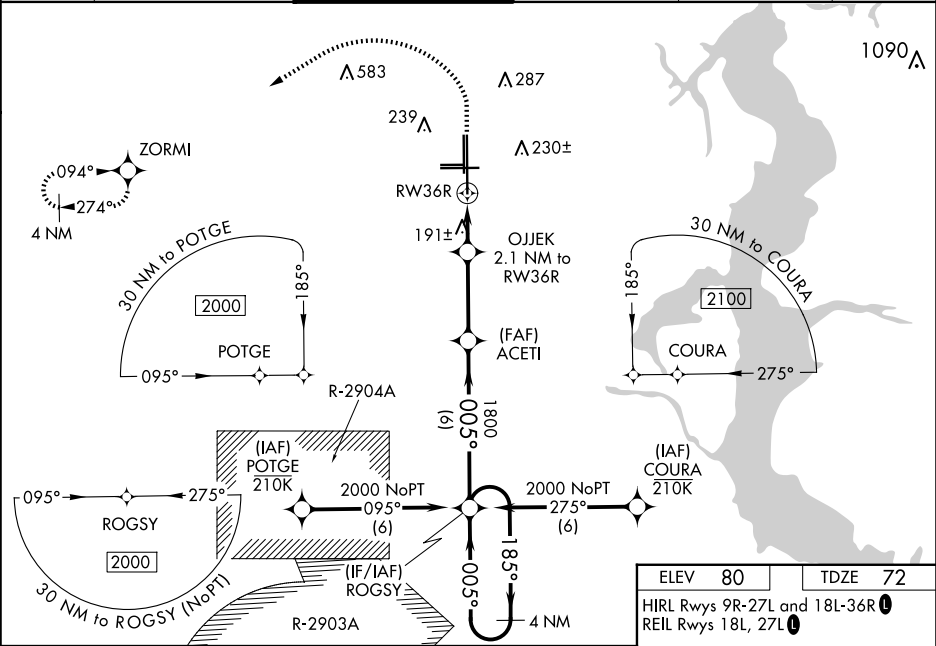 1090
583
287
239
230±
ZORMI
094°
274°
4 NM
RW36R
191±
OJJEK
2.1 NM to
RW36R
30 NM to POTGE
185°
2000
POTGE
095°
30 NM to COURA
185°
2100
COURA
275°
(FAF)
ACETI
R-2904A
1800
005°
(6)
(IAF)
POTGE
210K
2000 NoPT
095°
(6)
2000 NoPT
275°
(6)
(IAF)
COURA
210K
095°
275°
ROGSY
2000
30 NM to ROGSY (NoPT)
(IF/IAF)
ROGSY
005°
185°
4 NM
R-2903A
ELEV 80
TDZE 72
HIRL Rwys 9R-27L and 18L-36R L
REIL Rwys 18L, 27L L